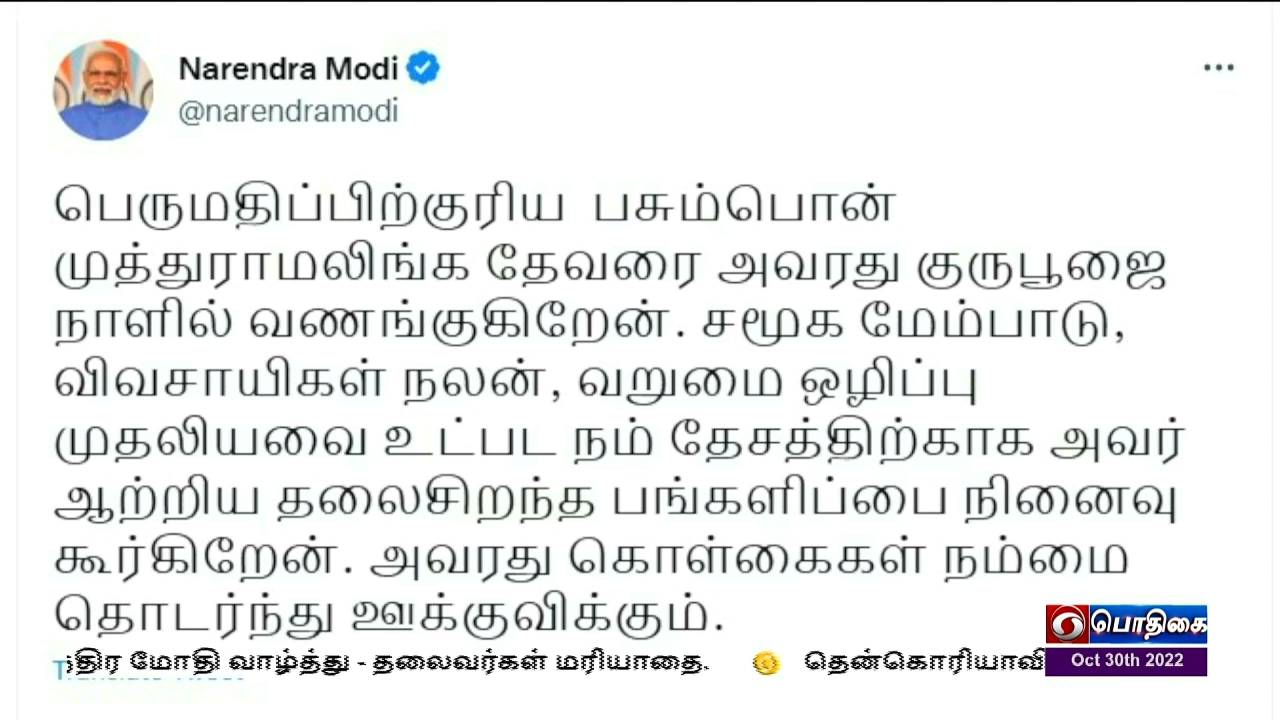 Narendra Modi
@narendramodi
பெருமதிப்பிற்குரிய பசும்பொன்
முத்துராமலிங்க தேவரை அவரது குருபூஜை
நாளில் வணங்குகிறேன். சமூக மேம்பாடு,
விவசாயிகள் நலன், வறுமை ஒழிப்பு
முதலியவை உட்பட நம் தேசத்திற்காக அவர்
ஆற்றிய தலைசிறந்த பங்களிப்பை நினைவு
கூர்கிறேன். அவரது கொள்கைகள் நம்மை
தொடர்ந்து ஊக்குவிக்கும்.
பொதிகை
மோதி வாழ்த்து - தலைவர்கள் மரியாதை.
Oct 30th 2022